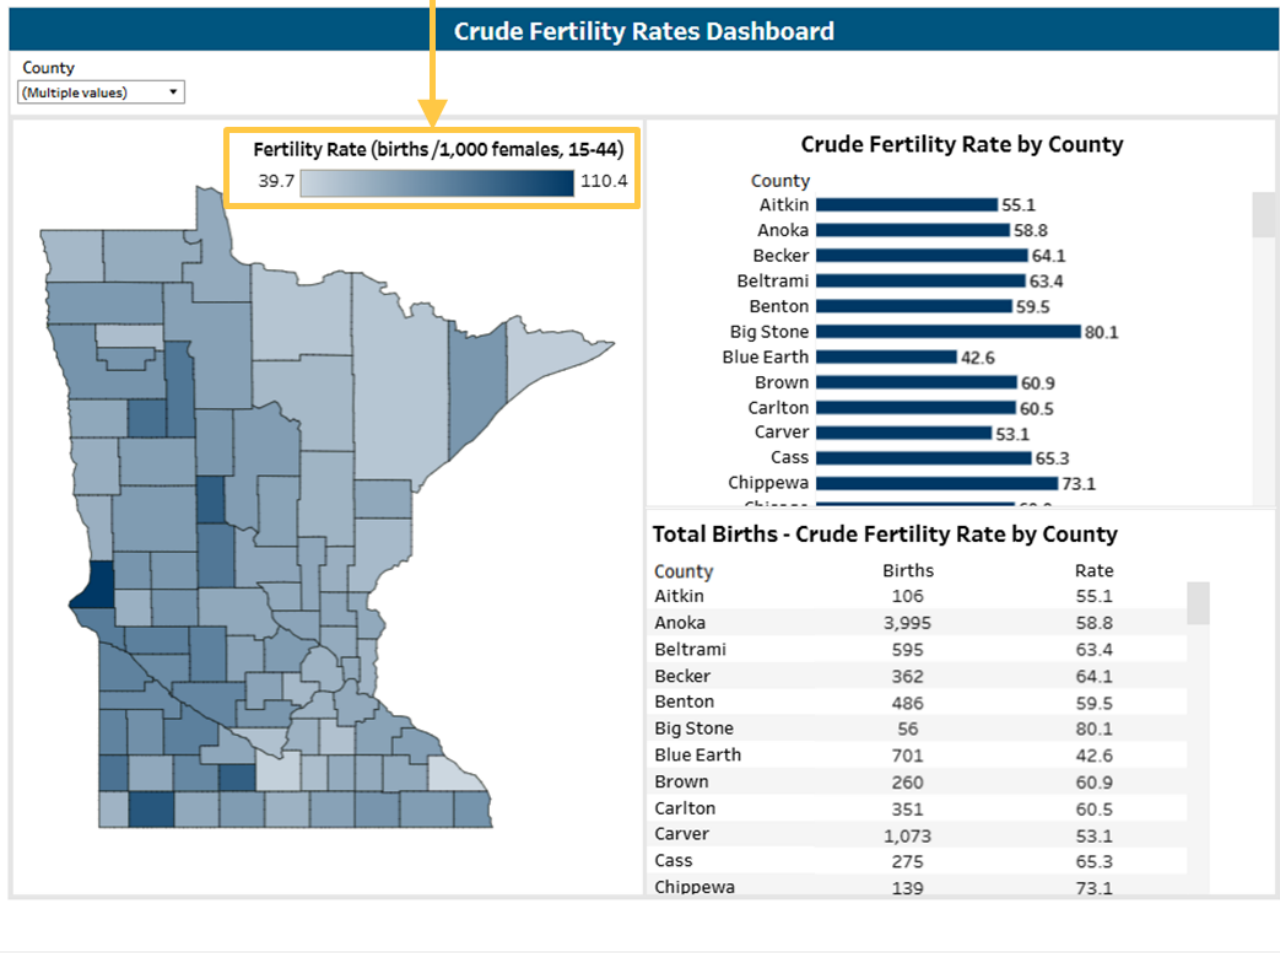 Crude Fertility Rates Dashboard
County
(Multiple values)
Fertility Rate (births /1,000 females, 15-44)
39.7 110.4
Crude Fertility Rate by County
County
Aitkin 55.1
Anoka 58.8
Becker 64.1
Beltrami 63.4
Benton 59.5
Big Stone 80.1
Blue Earth 42.6
Brown 60.9
Carlton 60.5
Carver 53.1
Cass 65.3
Chippewa 73.1
Total Births - Crude Fertility Rate by County
County Births Rate
Aitkin 106 55.1
Anoka 3,995 58.8
Beltrami 595 63.4
Becker 362 64.1
Benton 486 59.5
Big Stone 56 80.1
Blue Earth 701 42.6
Brown 260 60.9
Carlton 351 60.5
Carver 1,073 53.1
Cass 275 65.3
Chippewa 139 73.1